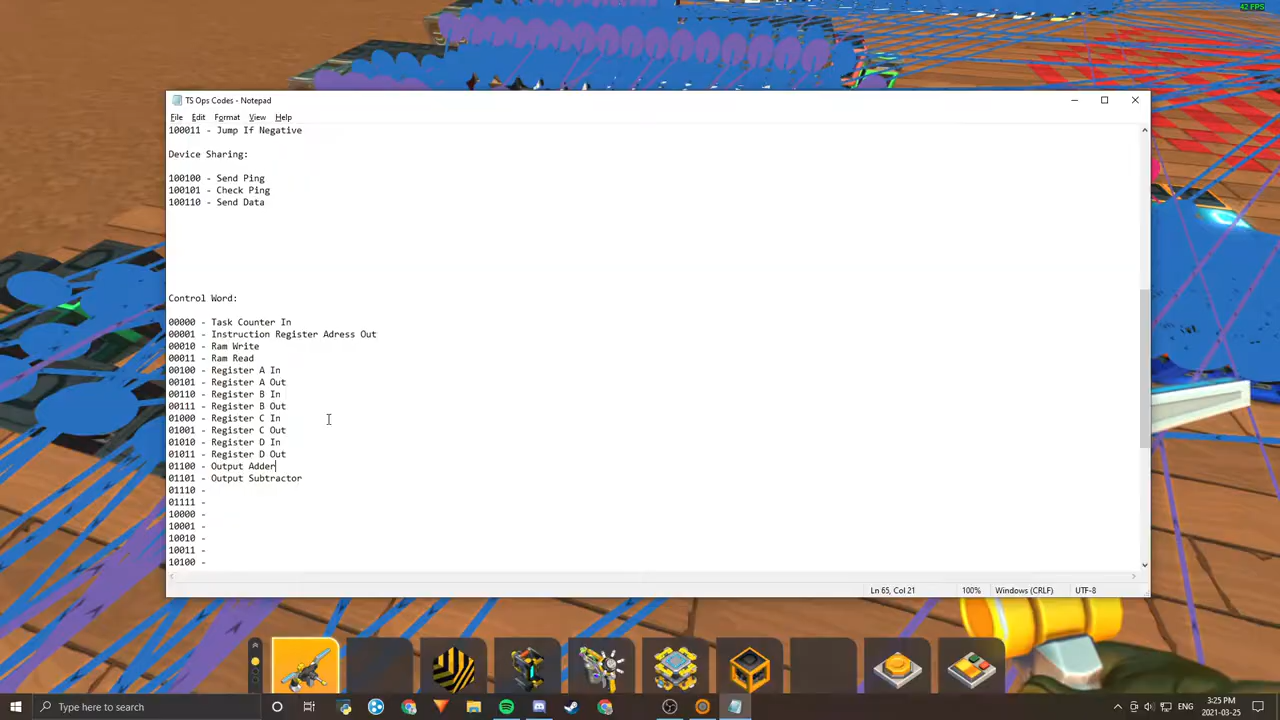 42 FPS
TS Ops Codes - Notepad
File Edit Format View Help
100011 - Jump If Negative
Device Sharing:
100100 - Send Ping
100101 - Check Ping
100110 - Send Data
Control Word:
00000 - Task Counter In
00001 - Instruction Register Adress Out
00010 - Ram Write
00011 - Ram Read
00100 - Register A In
00101 - Register A Out
00110 - Register B In
00111 - Register B Out
01000 - Register C In
01001 - Register C Out
01010 - Register D In
01011 - Register D Out
01100 - Output Adder
01101 - Output Subtractor
01110 -
01111 -
10000 -
10001 -
10010 -
10011 -
10100 -
Ln 65, Col 21 100% Windows (CRLF) UTF-8
Type here to search
ENG
3:25 PM
2021-03-25